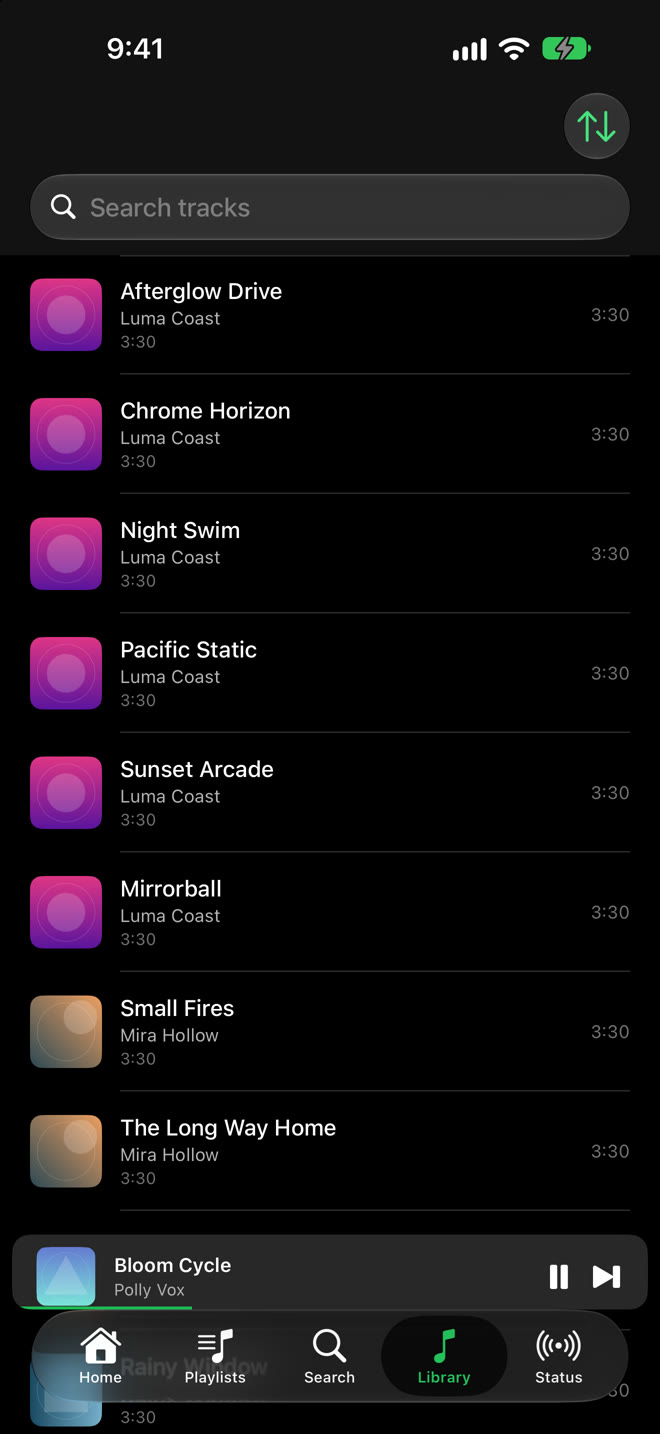 9:41
Search tracks
Afterglow Drive
Luma Coast
3:30
3:30
Chrome Horizon
Luma Coast
3:30
3:30
Night Swim
Luma Coast
3:30
3:30
Pacific Static
Luma Coast
3:30
3:30
Sunset Arcade
Luma Coast
3:30
3:30
Mirrorball
Luma Coast
3:30
3:30
Small Fires
Mira Hollow
3:30
3:30
The Long Way Home
Mira Hollow
3:30
3:30
Bloom Cycle
Polly Vox
Rainy Window
Home
Playlists
Search
Library
Status
3:30